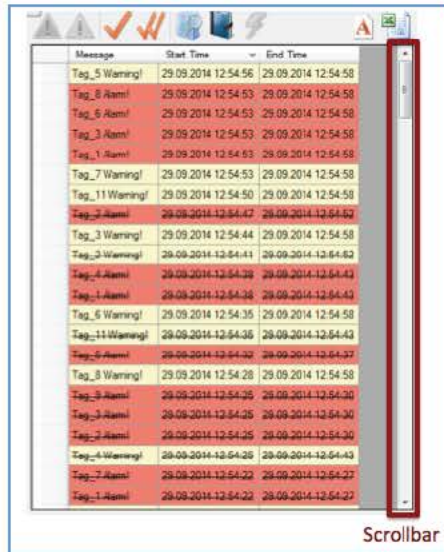 A
Message Start Time End Time
Tag_5 Warning! 29.09.2014 12:54:56 29.09.2014 12:54:58
Tag_8 Alarm! 29.09.2014 12:54:53 29.09.2014 12:54:58
Tag_6 Alarm! 29.09.2014 12:54:53 29.09.2014 12:54:58
Tag_3 Alarm! 29.09.2014 12:54:53 29.09.2014 12:54:58
Tag_1 Alarm! 29.09.2014 12:54:53 29.09.2014 12:54:58
Tag_7 Warning! 29.09.2014 12:54:53 29.09.2014 12:54:58
Tag_11 Warning! 29.09.2014 12:54:50 29.09.2014 12:54:58
Tag_2 Alarm! 29.09.2014 12:54:47 29.09.2014 12:54:52
Tag_3 Warning! 29.09.2014 12:54:44 29.09.2014 12:54:58
Tag_2 Warning! 29.09.2014 12:54:41 29.09.2014 12:54:52
Tag_4 Alarm! 29.09.2014 12:54:38 29.09.2014 12:54:43
Tag_1 Alarm! 29.09.2014 12:54:38 29.09.2014 12:54:43
Tag_6 Warning! 29.09.2014 12:54:35 29.09.2014 12:54:58
Tag_11 Warning! 29.09.2014 12:54:35 29.09.2014 12:54:43
29.09.2014 12:54:32 29.09.2014 12:54:37
Tag_8 Warning! 29.09.2014 12:54:28 29.09.2014 12:54:58
Alarm! 29.09.2014 12:54:25 29.09.2014 12:54:30
Tag_3 Alarm! 29.09.2014 12:54:25 29.09.2014 12:54:30
Tag_2 Alarm! 29.09.2014 12:54:25 29.09.2014 12:54:30
Tag_4 Warning! 29.09.2014 12:54:25 29.09.2014 12:54:43
Tag_7 Alarm! 29.09.2014 12:54:22 29.09.2014 12:54:27
Tag_1 Alarm! 29.09.2014 12:54:22 29.09.2014 12:54:27
Scrollbar